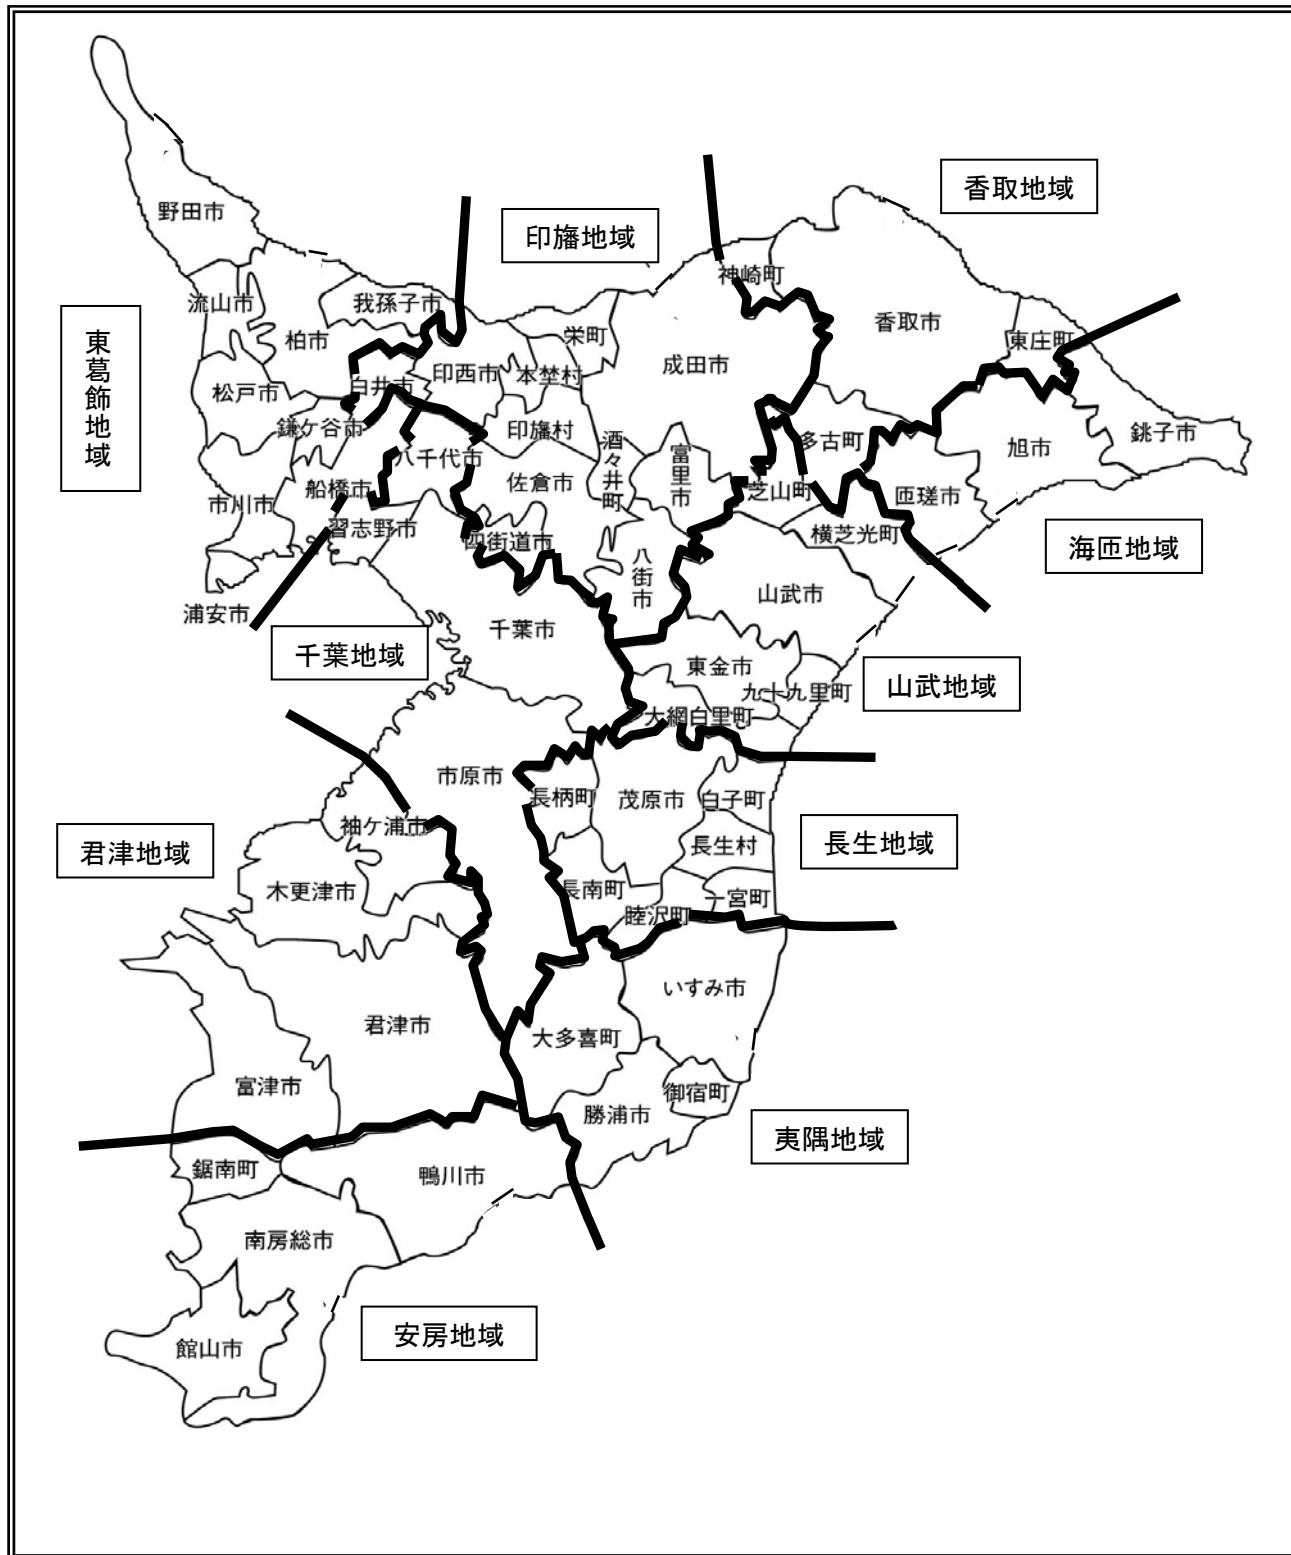 野田市
香取地域
印旛地域
神崎町
流山市
我孫子市
香取市
東葛飾地域
柏市
栄町
東庄町
成田市
松戸市
白井市
印西市
本埜村
鎌ケ谷市
印旛村
酒々井町
多古町
銚子市
旭市
八千代市
富里市
佐倉市
船橋市
芝山町
匝瑳市
市川市
習志野市
四街道市
横芝光町
海匝地域
八街市
山武市
浦安市
千葉市
千葉地域
東金市
九十九里町
山武地域
大網白里町
市原市
長柄町
茂原市
白子町
袖ケ浦市
長生地域
君津地域
長生村
木更津市
長南町
一宮町
睦沢町
いすみ市
君津市
大多喜町
富津市
御宿町
勝浦市
夷隅地域
鋸南町
鴨川市
南房総市
安房地域
館山市